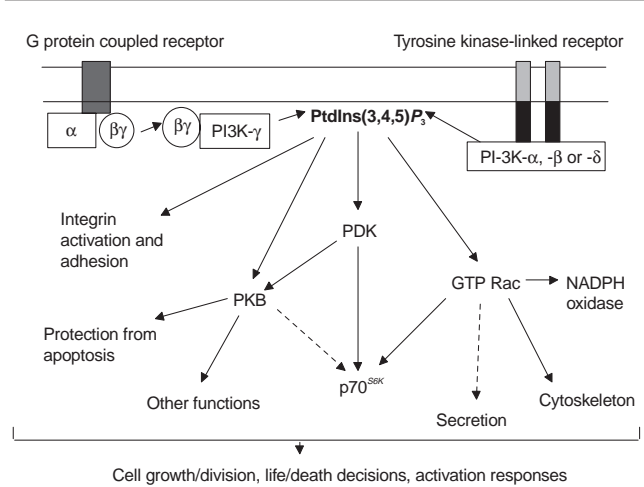 G protein coupled receptor
Tyrosine kinase-linked receptor
α
βγ
βγ
PI3K-γ
PtdIns(3,4,5)P3
PI-3K-α, -β or -δ
Integrin
activation and
adhesion
PDK
PKB
GTP Rac
NADPH
oxidase
Protection from
apoptosis
Other functions
p70S6K
Secretion
Cytoskeleton
Cell growth/division, life/death decisions, activation responses